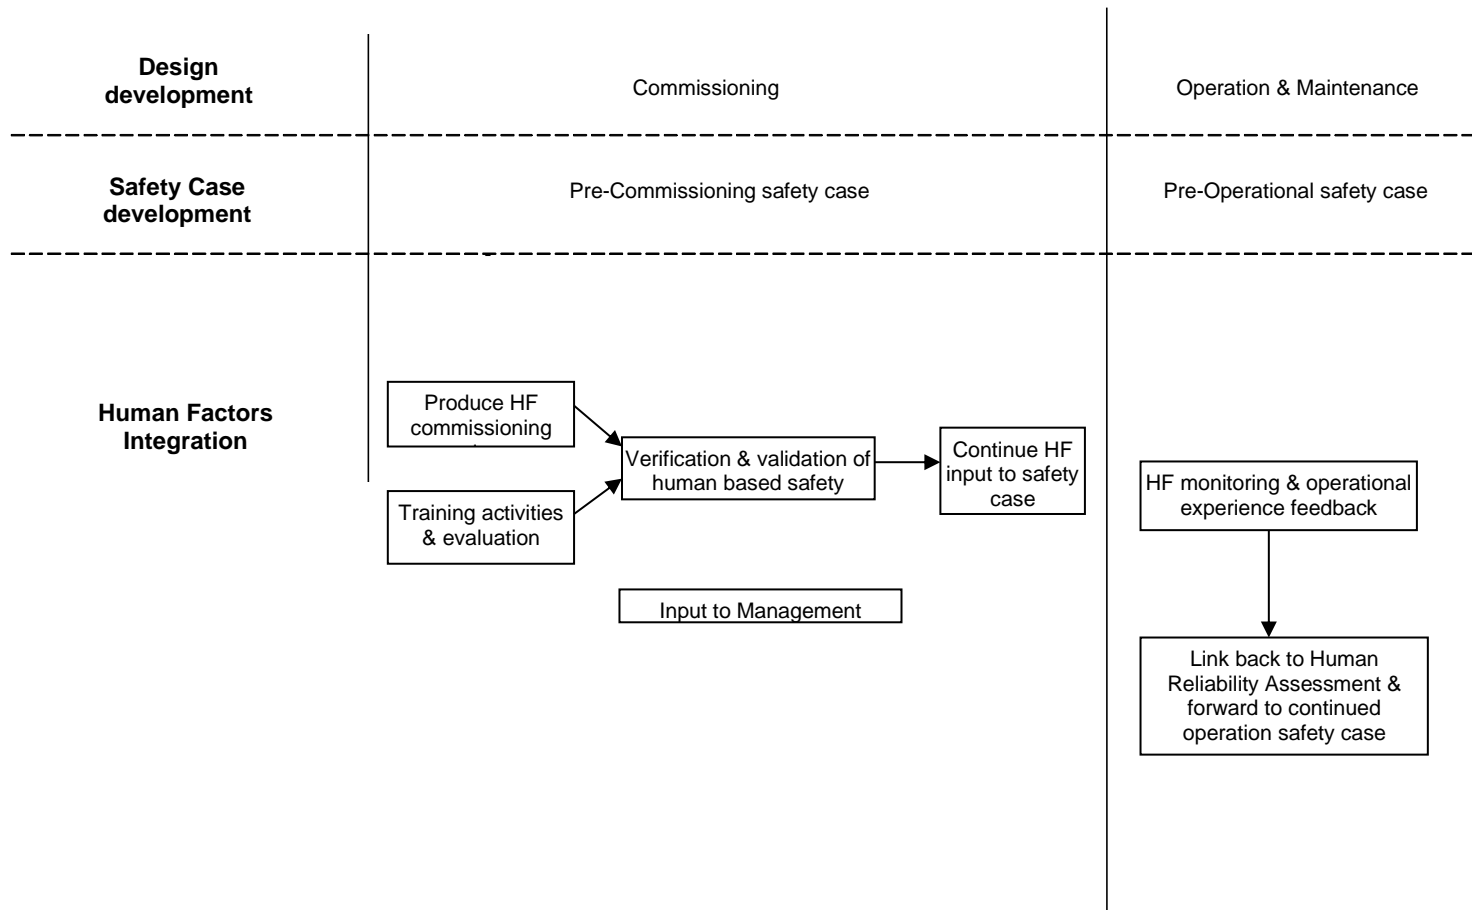 Design
development
Commissioning
Operation & Maintenance
Safety Case
development
Pre-Commissioning safety case
Pre-Operational safety case
Human Factors
Integration
Produce HF
commissioning
Training activities
& evaluation
Verification & validation of
human based safety
Continue HF
input to safety
case
Input to Management
HF monitoring & operational
experience feedback
Link back to Human
Reliability Assessment &
forward to continued
operation safety case